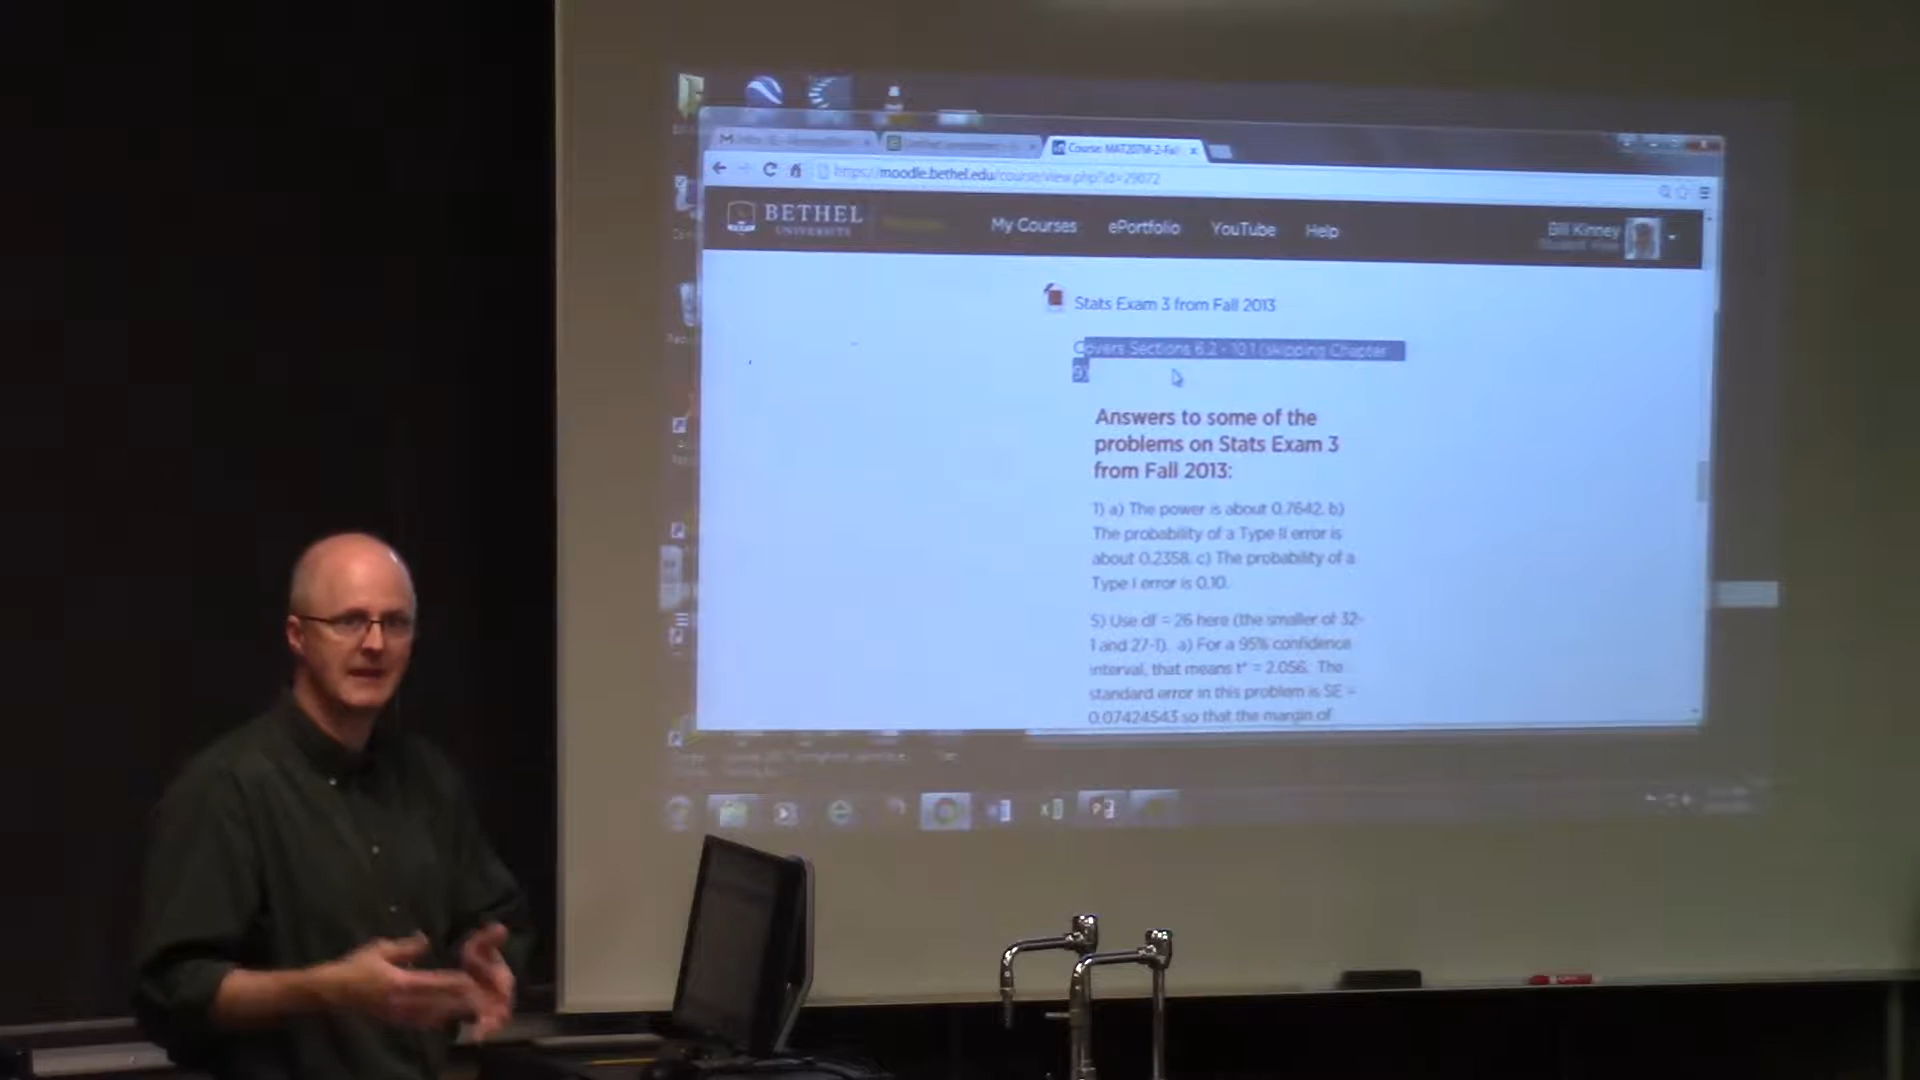 Course: MAT207M-2-Fal
https://moodle.bethel.edu/course/view.php?id=29072
BETHEL
UNIVERSITY
My Courses ePortfolio YouTube Help
Bill Kinney
Stats Exam 3 from Fall 2013
Covers Sections 6.2 - 10.1 (skipping Chapter
9)
Answers to some of the
problems on Stats Exam 3
from Fall 2013:
1) a) The power is about 0.7642. b)
The probability of a Type II error is
about 0.2358. c) The probability of a
Type I error is 0.10.
5) Use df = 26 here (the smaller of 32-
1 and 27-1). a) For a 95% confidence
interval, that means t* = 2.056. The
standard error in this problem is SE =
0.07424543 so that the margin of